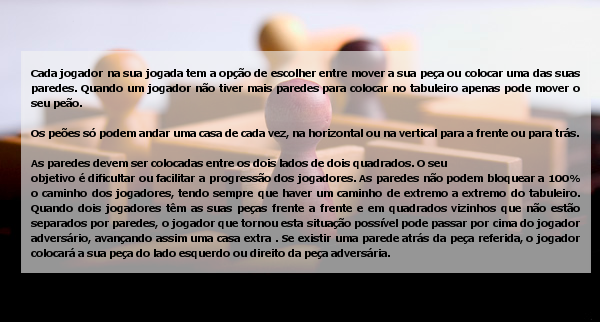 Cada jogador na sua jogada tem a opção de escolher entre mover a sua peça ou colocar uma das suas
paredes. Quando um jogador não tiver mais paredes para colocar no tabuleiro apenas pode mover o
seu peão.
Os peões só podem andar uma casa de cada vez, na horizontal ou na vertical para a frente ou para trás.
As paredes devem ser colocadas entre os dois lados de dois quadrados. O seu
objetivo é dificultar ou facilitar a progressão dos jogadores. As paredes não podem bloquear a 100%
o caminho dos jogadores, tendo sempre que haver um caminho de extremo a extremo do tabuleiro.
Quando dois jogadores têm as suas peças frente a frente e em quadrados vizinhos que não estão
separados por paredes, o jogador que tornou esta situação possível pode passar por cima do jogador
adversário, avançando assim uma casa extra . Se existir uma parede atrás da peça referida, o jogador
colocará a sua peça do lado esquerdo ou direito da peça adversária.